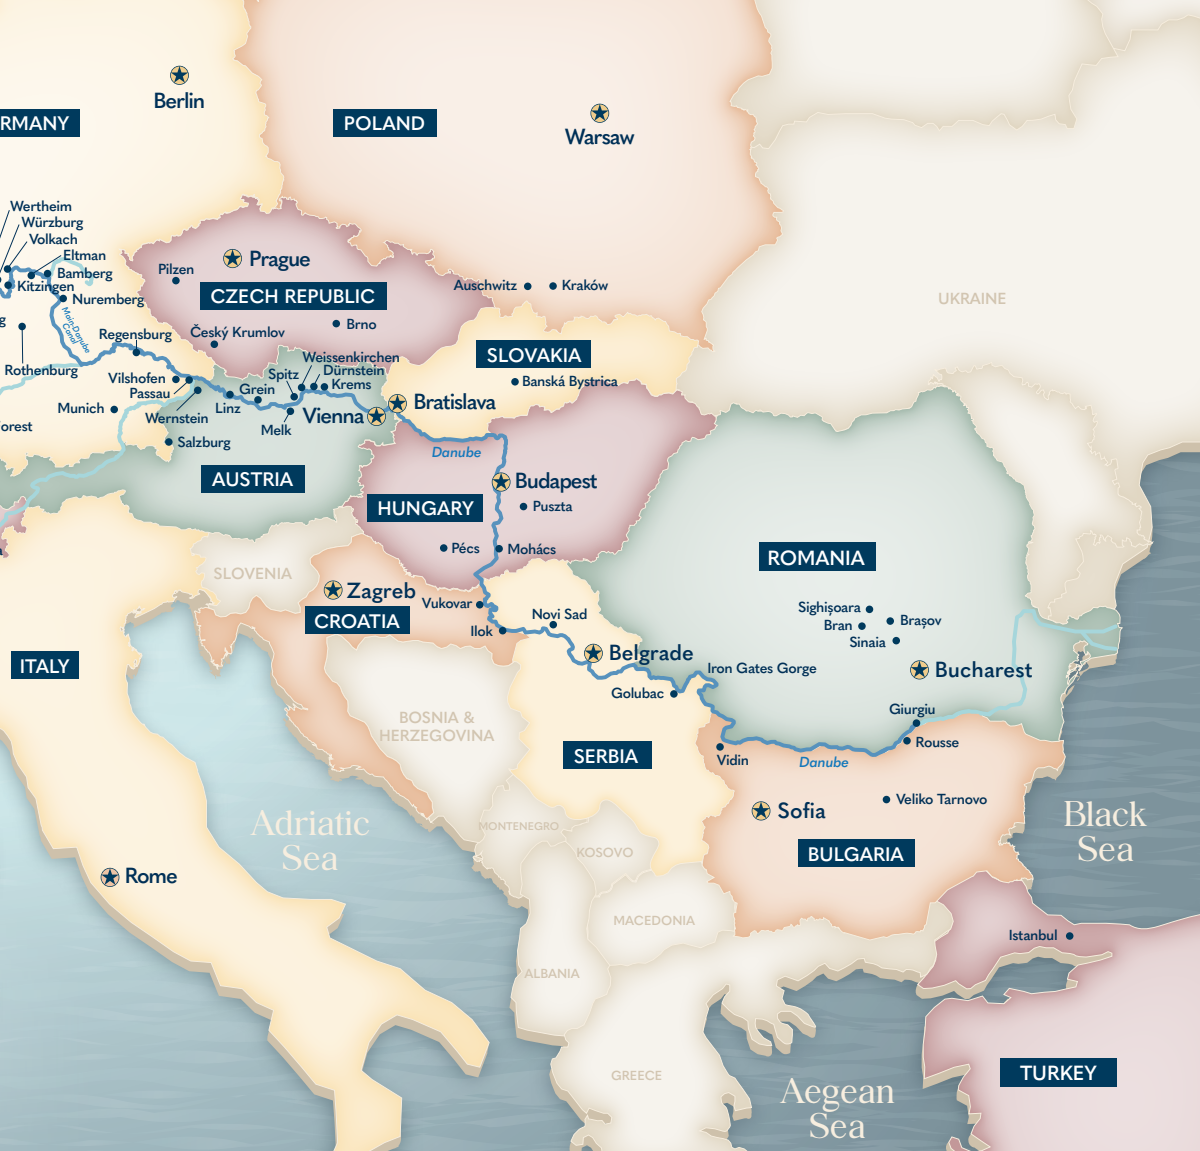 Berlin
RMANY
POLAND
Warsaw
Wertheim
Würzburg
Volkach
Eltman
Bamberg
Kitzingen
Nuremberg
Main-Danube
Canal
g
Rothenburg
Regensburg
Pilzen
Prague
CZECH REPUBLIC
Brno
Český Krumlov
Auschwitz
Kraków
UKRAINE
SLOVAKIA
Banská Bystrica
Weissenkirchen
Dürnstein
Spitz
Krems
Grein
Vilshofen
Passau
Wernstein
Linz
Melk
Vienna
Bratislava
Munich
orest
Salzburg
AUSTRIA
Danube
Budapest
HUNGARY
Puszta
Pécs
Mohács
ROMANIA
SLOVENIA
Zagreb
CROATIA
Vukovar
Ilok
Novi Sad
Sighișoara
Bran
Brașov
Sinaia
ITALY
Belgrade
Iron Gates Gorge
Golubac
Bucharest
Giurgiu
Rousse
BOSNIA &
HERZEGOVINA
SERBIA
Vidin
Danube
Veliko Tarnovo
Sofia
BULGARIA
Adriatic
Sea
MONTENEGRO
KOSOVO
Black
Sea
Rome
MACEDONIA
Istanbul
ALBANIA
GREECE
TURKEY
Aegean
Sea